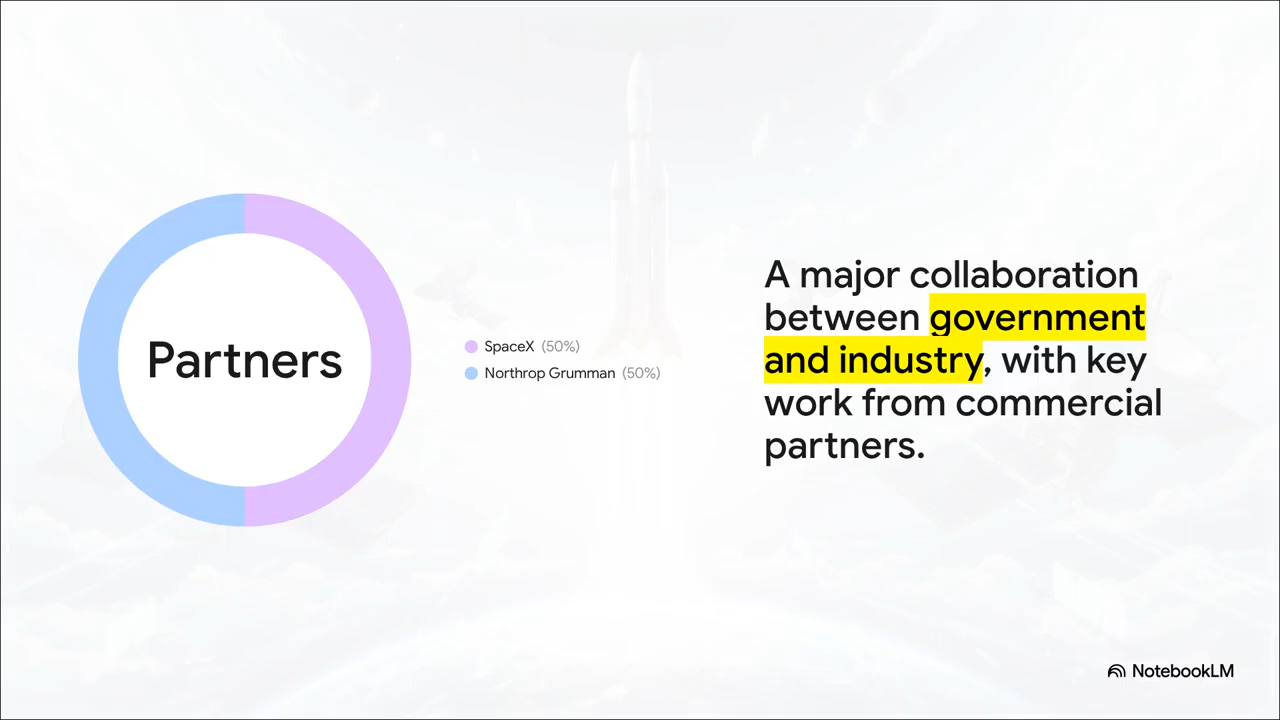 Partners
SpaceX (50%)
Northrop Grumman (50%)
A major collaboration
between government
and industry, with key
work from commercial
partners.
NotebookLM